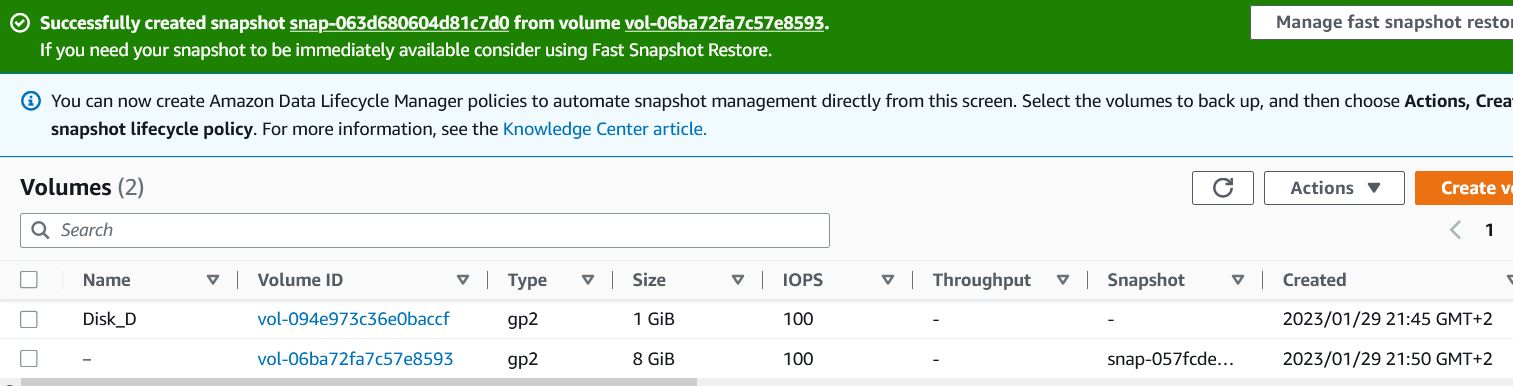 Successfully created snapshot snap-063d680604d81c7d0 from volume vol-06ba72fa7c57e8593.
If you need your snapshot to be immediately available consider using Fast Snapshot Restore.
Manage fast snapshot restor
You can now create Amazon Data Lifecycle Manager policies to automate snapshot management directly from this screen. Select the volumes to back up, and then choose Actions, Crea
snapshot lifecycle policy. For more information, see the Knowledge Center article.
Volumes (2)
Actions
Create v
Search
1
Name Volume ID Type Size IOPS Throughput Snapshot Created
Disk_D vol-094e973c36e0baccf gp2 1 GiB 100 - - 2023/01/29 21:45 GMT+2
– vol-06ba72fa7c57e8593 gp2 8 GiB 100 - snap-057fcde... 2023/01/29 21:50 GMT+2